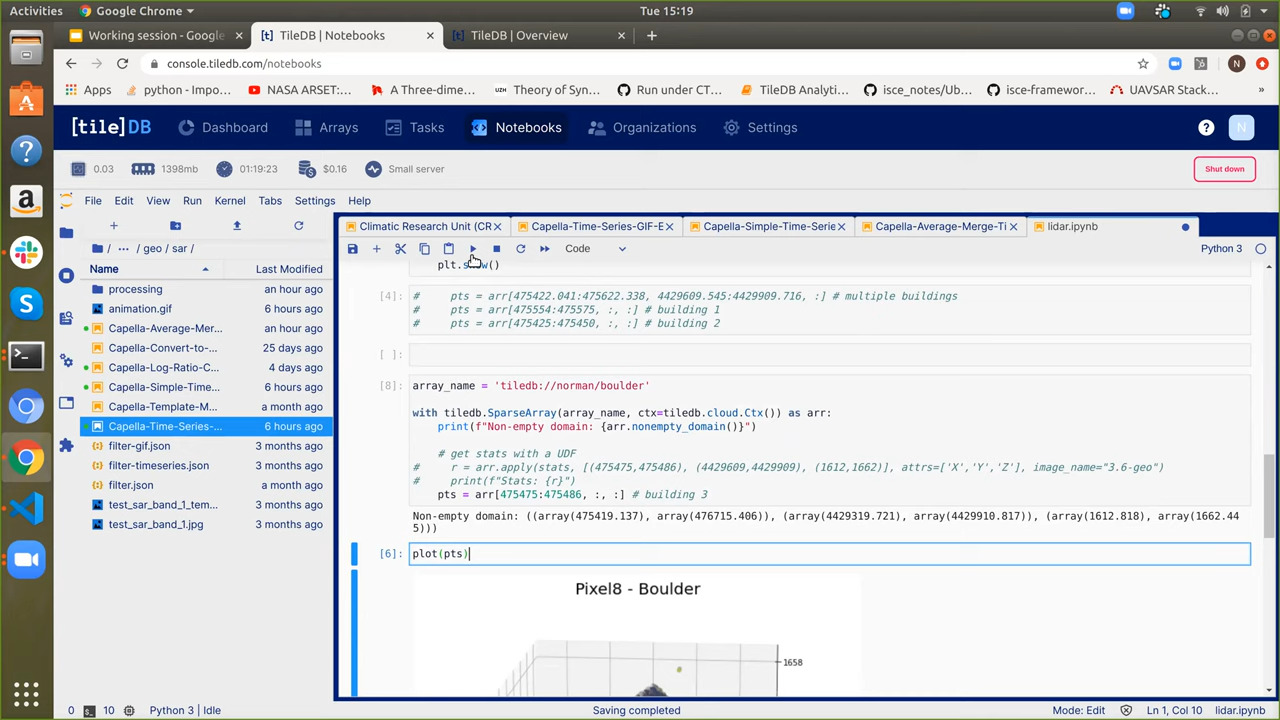 Activities
Google Chrome
Tue 15:19
Working session - Google
TileDB | Notebooks
TileDB | Overview
console.tiledb.com/notebooks
N
Apps
python - Impo...
NASA ARSET:...
A Three-dime...
UZH
Theory of Syn...
Run under CT...
TileDB Analyti...
isce_notes/Ub...
isce-framewor...
UAVSAR Stack...
»
[tile]DB
Dashboard
Arrays
Tasks
Notebooks
Organizations
Settings
N
0.03
1398mb
01:19:23
$0.16
Small server
Shut down
File
Edit
View
Run
Kernel
Tabs
Settings
Help
/ ··· / geo / sar /
Name
Last Modified
processing
an hour ago
animation.gif
6 hours ago
Capella-Average-Mer...
an hour ago
Capella-Convert-to-...
25 days ago
Capella-Log-Ratio-C...
4 days ago
Capella-Simple-Time...
6 hours ago
Capella-Template-M...
a month ago
Capella-Time-Series-...
6 hours ago
filter-gif.json
3 months ago
filter-timeseries.json
3 months ago
filter.json
3 months ago
test_sar_band_1_tem...
3 months ago
test_sar_band_1.jpg
3 months ago
Climatic Research Unit (CR
Capella-Time-Series-GIF-E
Capella-Simple-Time-Serie
Capella-Average-Merge-Ti
lidar.ipynb
Code
Python 3
plt.show()
[4]:
# pts = arr[475422.041:475622.338, 4429609.545:4429909.716, :] # multiple buildings
# pts = arr[475554:475575, :, :] # building 1
# pts = arr[475425:475450, :, :] # building 2
[ ]:
[8]:
array_name = 'tiledb://norman/boulder'
with tiledb.SparseArray(array_name, ctx=tiledb.cloud.Ctx()) as arr:
print(f"Non-empty domain: {arr.nonempty_domain()}")
# get stats with a UDF
# r = arr.apply(stats, [(475475,475486), (4429609,4429909), (1612,1662)], attrs=['X','Y','Z'], image_name="3.6-geo")
# print(f"Stats: {r}")
pts = arr[475475:475486, :, :] # building 3
Non-empty domain: ((array(475419.137), array(476715.406)), (array(4429319.721), array(4429910.817)), (array(1612.818), array(1662.44
5)))
[6]:
plot(pts)
Pixel8 - Boulder
1658
0
10
Python 3 | Idle
Saving completed
Mode: Edit
Ln 1, Col 10
lidar.ipynb